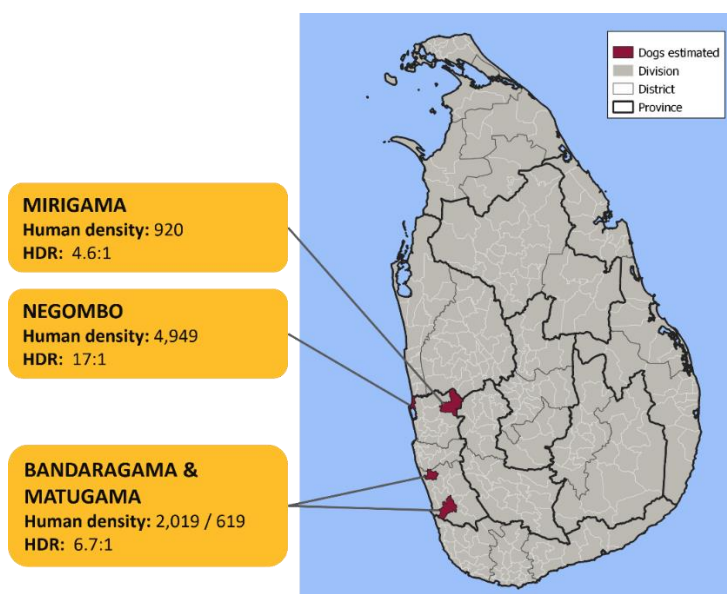 Dogs estimated
Division
District
Province
MIRIGAMA
Human density: 920
HDR: 4.6:1
NEGOMBO
Human density: 4,949
HDR: 17:1
BANDARAGAMA &
MATUGAMA
Human density: 2,019 / 619
HDR: 6.7:1